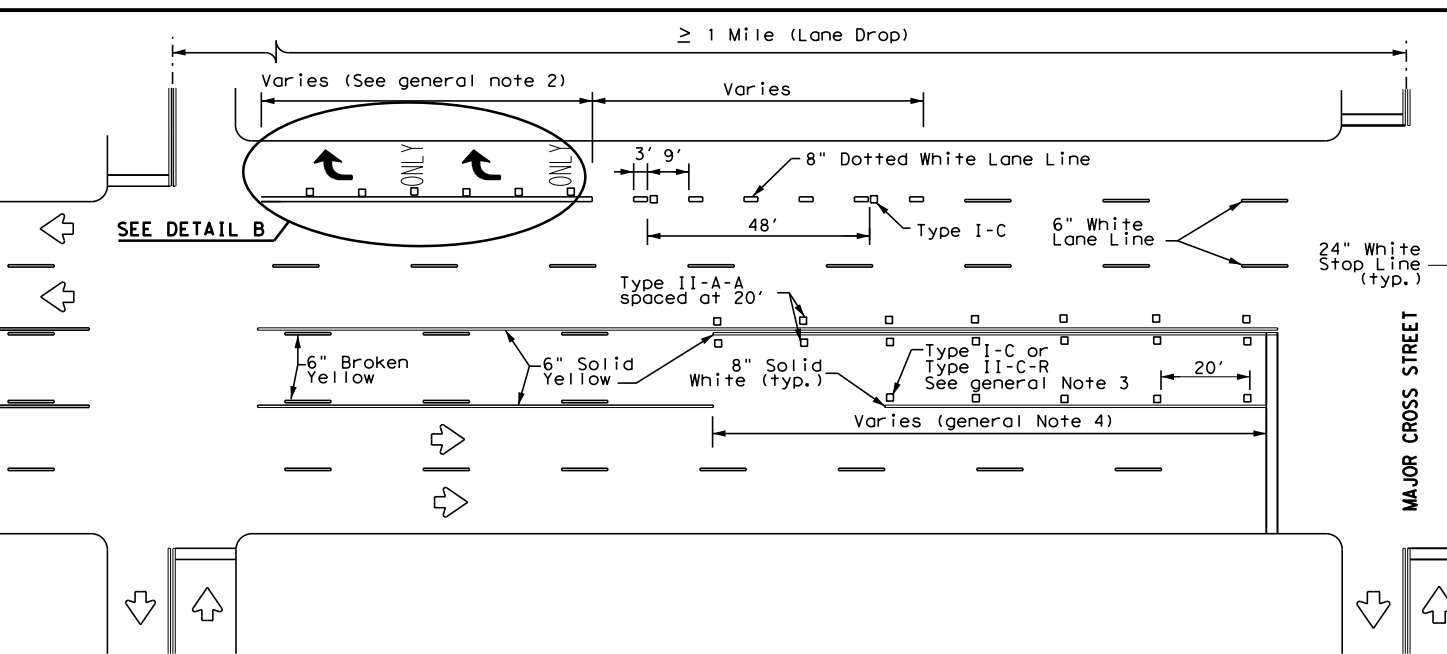 ≥ 1 Mile (Lane Drop)
Varies (See general note 2)
Varies
ONLY
ONLY
3' 9'
8" Dotted White Lane Line
SEE DETAIL B
48'
Type I-C
6" White
Lane Line
24" White
Stop Line
(typ.)
Type II-A-A
spaced at 20'
6" Broken
Yellow
6" Solid
Yellow
8" Solid
White (typ.)
Type I-C or
Type II-C-R
See general Note 3
20'
Varies (general Note 4)
MAJOR CROSS STREET